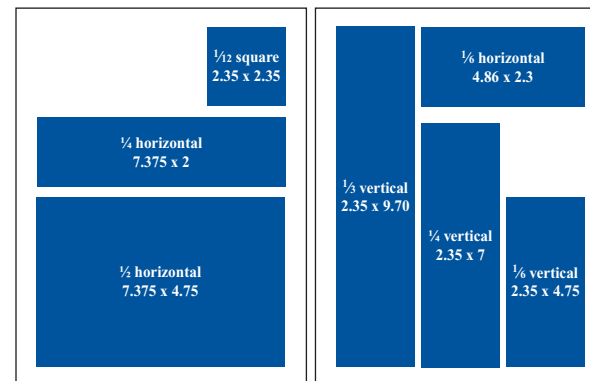 1/12 square
2.35 x 2.35
¼ horizontal
7.375 x 2
½ horizontal
7.375 x 4.75
⅓ vertical
2.35 x 9.70
⅙ horizontal
4.86 x 2.3
¼ vertical
2.35 x 7
⅙ vertical
2.35 x 4.75